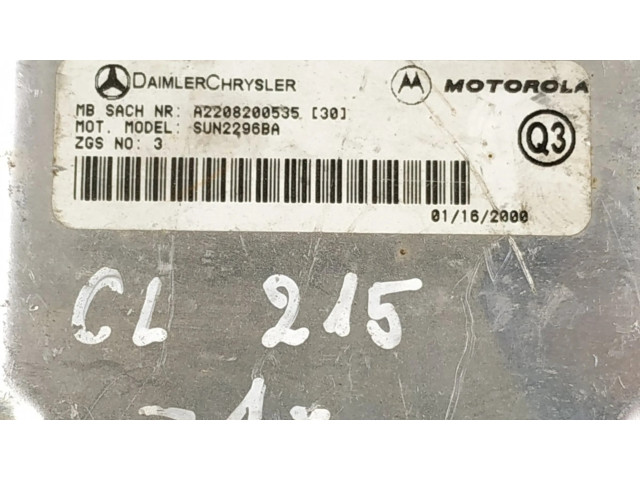 DAIMLERCHRYSLER MOTOROLA
MB SACH NR: A2208200535 [30]
MOT. MODEL: SUN2296BA
ZGS NO: 3
Q3
01/16/2000
CL 215